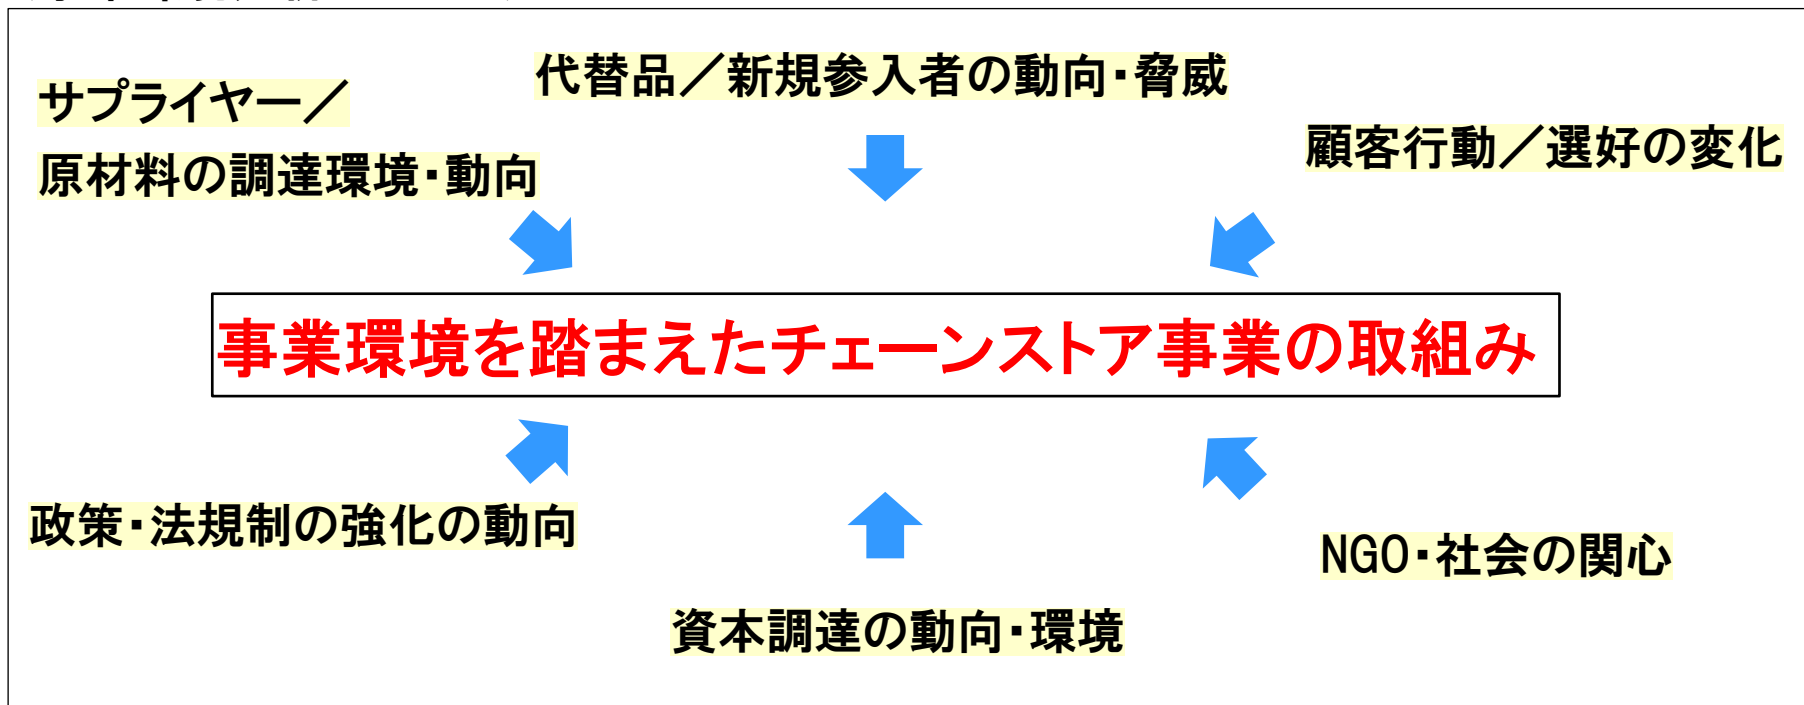 代替品／新規参入者の動向・脅威
サプライヤー／
原材料の調達環境・動向
顧客行動／選好の変化
事業環境を踏まえたチェーンストア事業の取組み
政策・法規制の強化の動向
NGO・社会の関心
資本調達の動向・環境